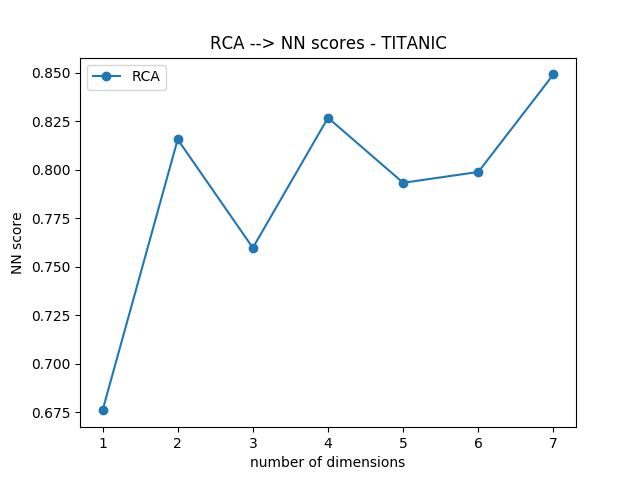 RCA --> NN scores - TITANIC
RCA
0.850
0.825
0.800
0.775
0.750
0.725
0.700
0.675
NN score
1 2 3 4 5 6 7
number of dimensions